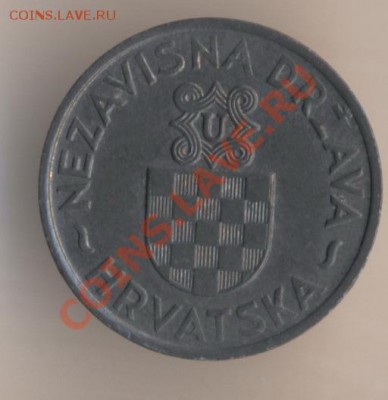 COINS.LAVE.RU
~ NEZAVISNA DRŽAVA ~
U
HRVATSKA
COINS.LAVE.RU